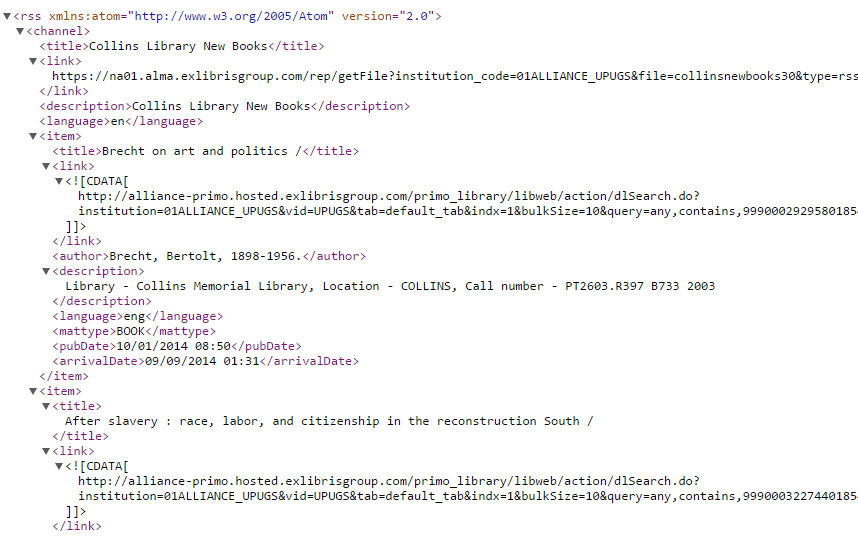 <rss xmlns:atom="http://www.w3.org/2005/Atom" version="2.0">
<channel>
<title>Collins Library New Books</title>
<link>
https://na01.alma.exlibrisgroup.com/rep/getFile?institution_code=01ALLIANCE_UPUGS&file=collinsnewbooks30&type=rss
</link>
<description>Collins Library New Books</description>
<language>en</language>
<item>
<title>Brecht on art and politics /</title>
<link>
<![CDATA[
http://alliance-primo.hosted.exlibrisgroup.com/primo_library/libweb/action/dlSearch.do?
institution=01ALLIANCE_UPUGS&vid=UPUGS&tab=default_tab&indx=1&bulkSize=10&query=any,contains,9990002929580185
]]>
</link>
<author>Brecht, Bertolt, 1898-1956.</author>
<description>
Library - Collins Memorial Library, Location - COLLINS, Call number - PT2603.R397 B733 2003
</description>
<language>eng</language>
<mattype>BOOK</mattype>
<pubDate>10/01/2014 08:50</pubDate>
<arrivalDate>09/09/2014 01:31</arrivalDate>
</item>
<item>
<title>
After slavery : race, labor, and citizenship in the reconstruction South /
</title>
<link>
<![CDATA[
http://alliance-primo.hosted.exlibrisgroup.com/primo_library/libweb/action/dlSearch.do?
institution=01ALLIANCE_UPUGS&vid=UPUGS&tab=default_tab&indx=1&bulkSize=10&query=any,contains,9990003227440185
]]>
</link>